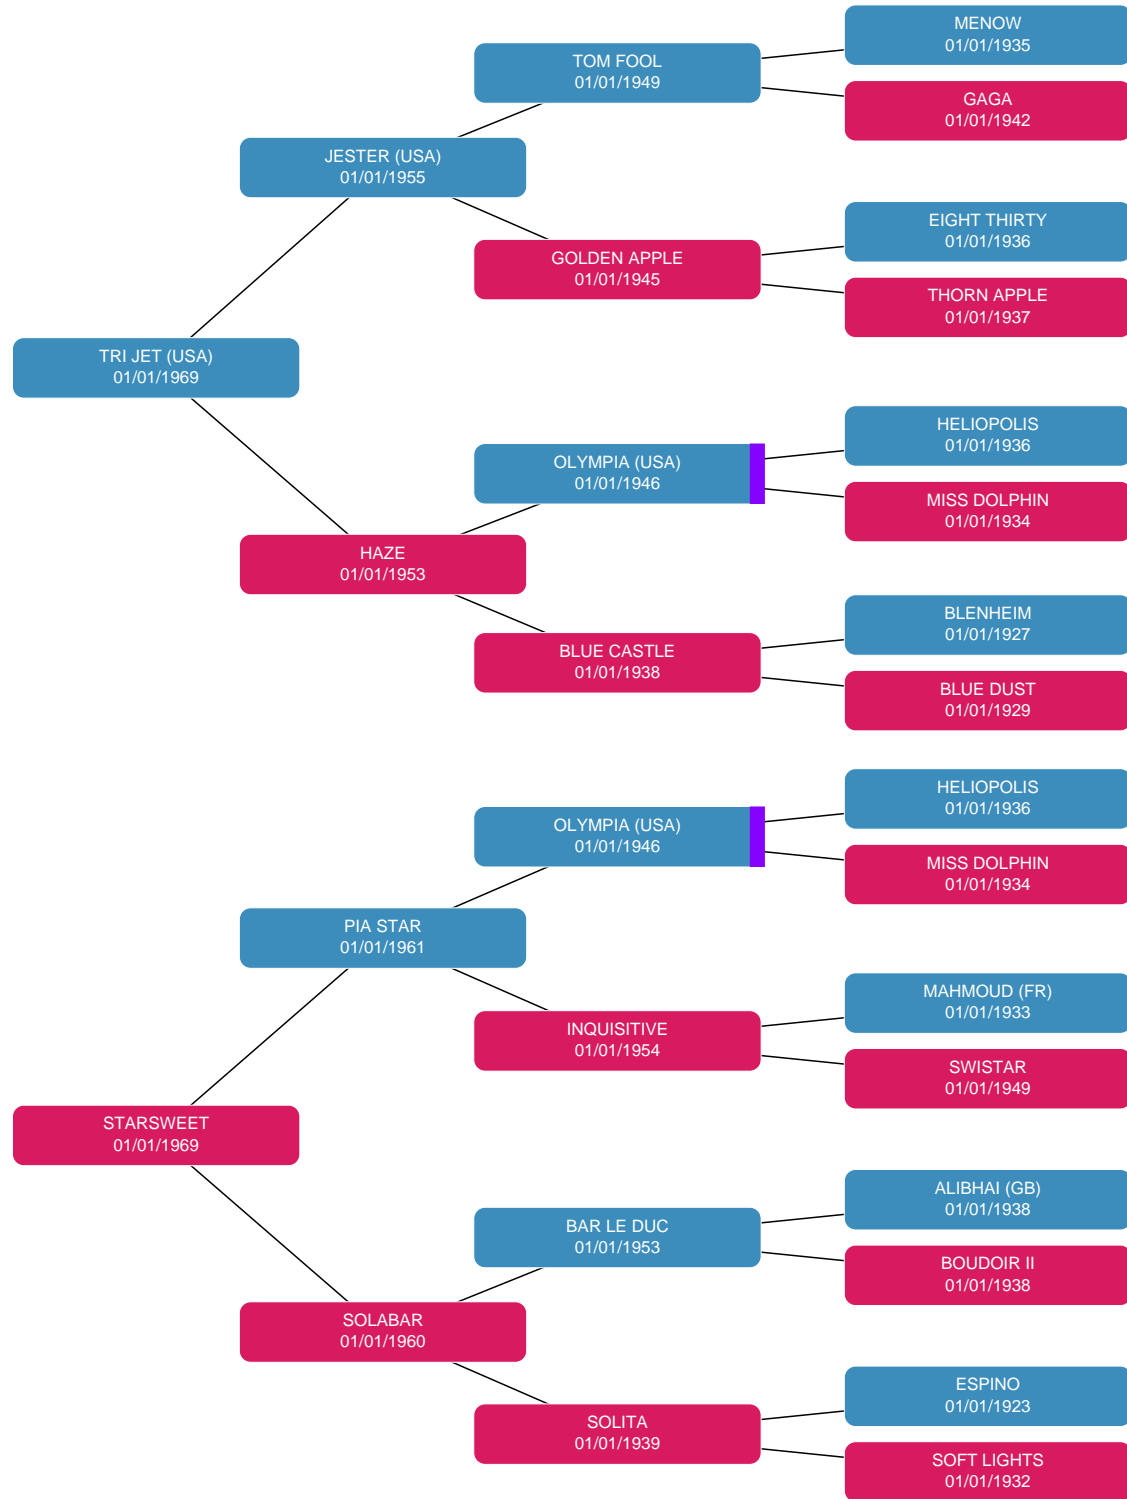 MENOW
01/01/1935
TOM FOOL
01/01/1949
GAGA
01/01/1942
JESTER (USA)
01/01/1955
EIGHT THIRTY
01/01/1936
GOLDEN APPLE
01/01/1945
THORN APPLE
01/01/1937
TRI JET (USA)
01/01/1969
HELIOPOLIS
01/01/1936
OLYMPIA (USA)
01/01/1946
MISS DOLPHIN
01/01/1934
HAZE
01/01/1953
BLENHEIM
01/01/1927
BLUE CASTLE
01/01/1938
BLUE DUST
01/01/1929
HELIOPOLIS
01/01/1936
OLYMPIA (USA)
01/01/1946
MISS DOLPHIN
01/01/1934
PIA STAR
01/01/1961
MAHMOUD (FR)
01/01/1933
INQUISITIVE
01/01/1954
SWISTAR
01/01/1949
STARSWEET
01/01/1969
ALIBHAI (GB)
01/01/1938
BAR LE DUC
01/01/1953
BOUDOIR II
01/01/1938
SOLABAR
01/01/1960
ESPINO
01/01/1923
SOLITA
01/01/1939
SOFT LIGHTS
01/01/1932